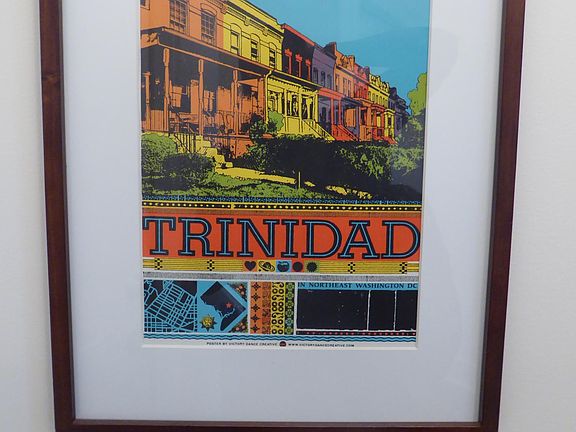 TRINIDAD
IN NORTHEAST WASHINGTON DC
POSTER BY VICTORY DANCE CREATIVE WWW.VICTORYDANCECREATIVE.COM